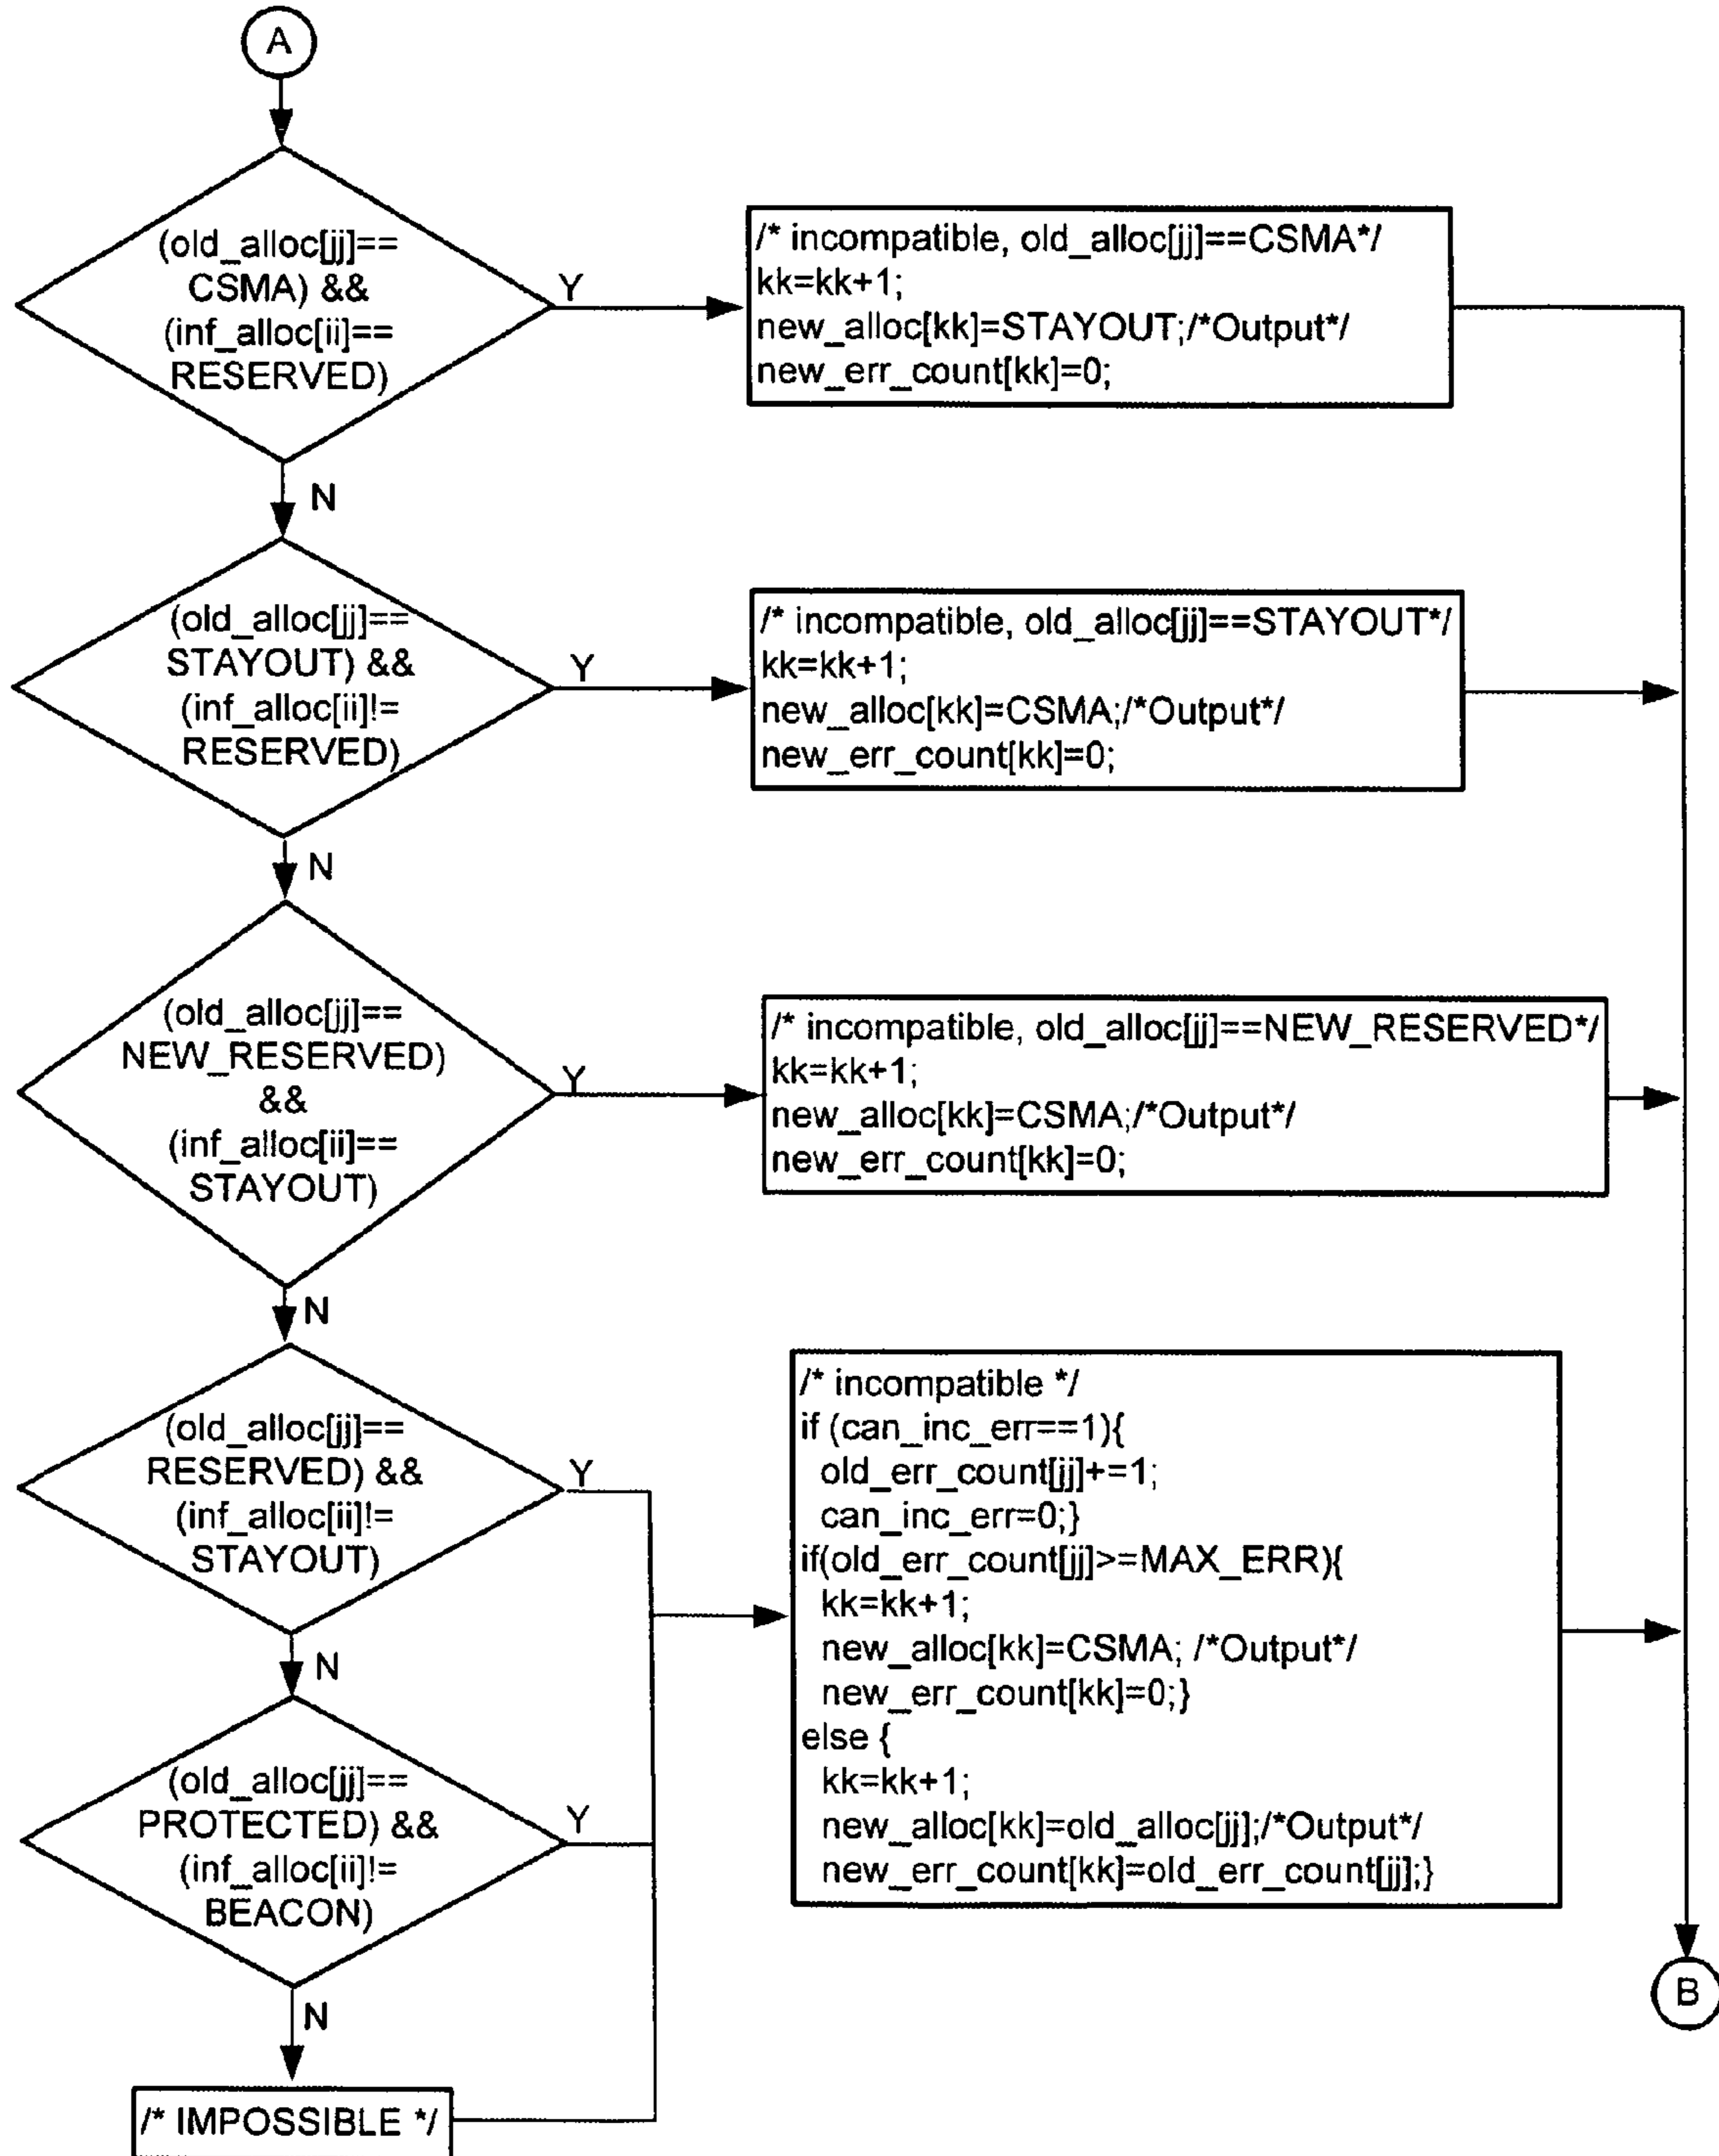 A
(old_alloc[jj]==
CSMA) &&
(inf_alloc[ii]==
RESERVED)
Y
/* incompatible, old_alloc[jj]==CSMA*/
kk=kk+1;
new_alloc[kk]=STAYOUT;/*Output*/
new_err_count[kk]=0;
N
(old_alloc[jj]==
STAYOUT) &&
(inf_alloc[ii]!=
RESERVED)
Y
/* incompatible, old_alloc[jj]==STAYOUT*/
kk=kk+1;
new_alloc[kk]=CSMA;/*Output*/
new_err_count[kk]=0;
N
(old_alloc[jj]==
NEW_RESERVED)
&&
(inf_alloc[ii]==
STAYOUT)
Y
/* incompatible, old_alloc[jj]==NEW_RESERVED*/
kk=kk+1;
new_alloc[kk]=CSMA;/*Output*/
new_err_count[kk]=0;
N
(old_alloc[jj]==
RESERVED) &&
(inf_alloc[ii]!=
STAYOUT)
Y
/* incompatible */
if (can_inc_err==1){
old_err_count[jj]+=1;
can_inc_err=0;}
if(old_err_count[jj]>=MAX_ERR){
kk=kk+1;
new_alloc[kk]=CSMA; /*Output*/
new_err_count[kk]=0;}
else {
kk=kk+1;
new_alloc[kk]=old_alloc[jj];/*Output*/
new_err_count[kk]=old_err_count[jj];}
N
(old_alloc[jj]==
PROTECTED) &&
(inf_alloc[ii]!=
BEACON)
Y
N
/* IMPOSSIBLE */
B